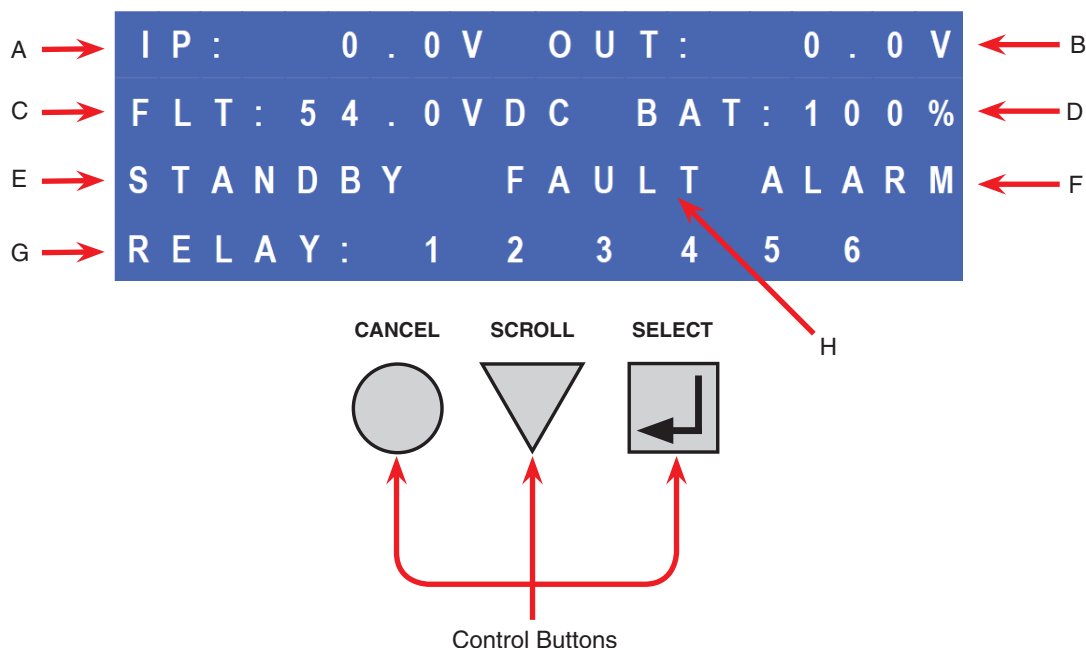 A IP: 0.0V OUT: 0.0V B
C FLT: 54.0VDC BAT:100% D
E STANDBY FAULT ALARM F
G RELAY: 1 2 3 4 5 6
H
CANCEL SCROLL SELECT
Control Buttons